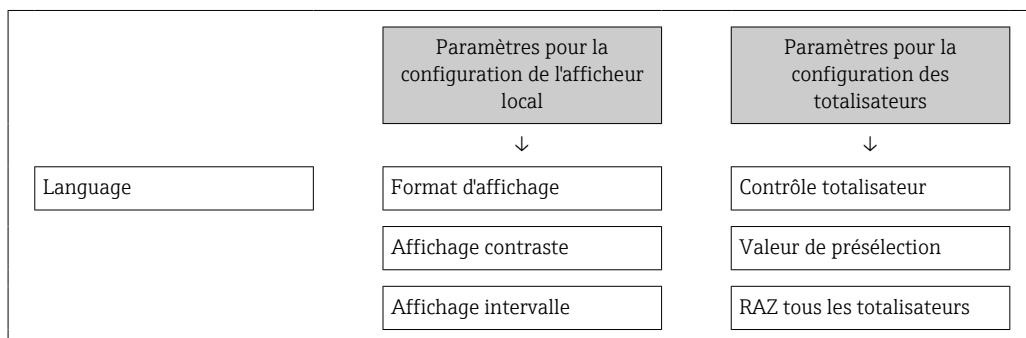 Paramètres pour la
configuration de l'afficheur
local
Paramètres pour la
configuration des
totalisateurs
↓ ↓
Language Format d'affichage Contrôle totalisateur
Affichage contraste Valeur de présélection
Affichage intervalle RAZ tous les totalisateurs